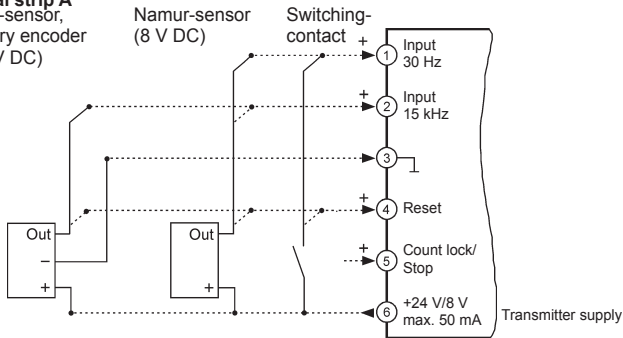 al strip A
-sensor,
ry encoder
V DC)
Namur-sensor
(8 V DC)
Switching-
contact
+
1
Input
30 Hz
+
2
Input
15 kHz
3
+
4
Reset
+
5
Count lock/
Stop
6
+24 V/8 V
max. 50 mA
Transmitter supply
Out
–
+
Out
+